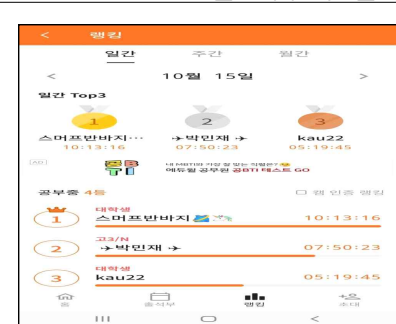 < 랭킹
일간 주간 월간
< 10월 15일 >
일간 Top3
1 2 3
스머프반바지… ✈박민재 ✈ kau22
10:13:16 07:50:23 05:19:45
AD 내 MBTI와 가장 잘 맞는 직렬은?
에듀윌 공무원 공BTI 테스트 GO
공부중 4등 캠 인증 랭킹
대학생
1 스머프반바지 10:13:16
고3/N
2 ✈박민재 ✈ 07:50:23
대학생
3 kau22 05:19:45
홈 출석부 랭킹 초대